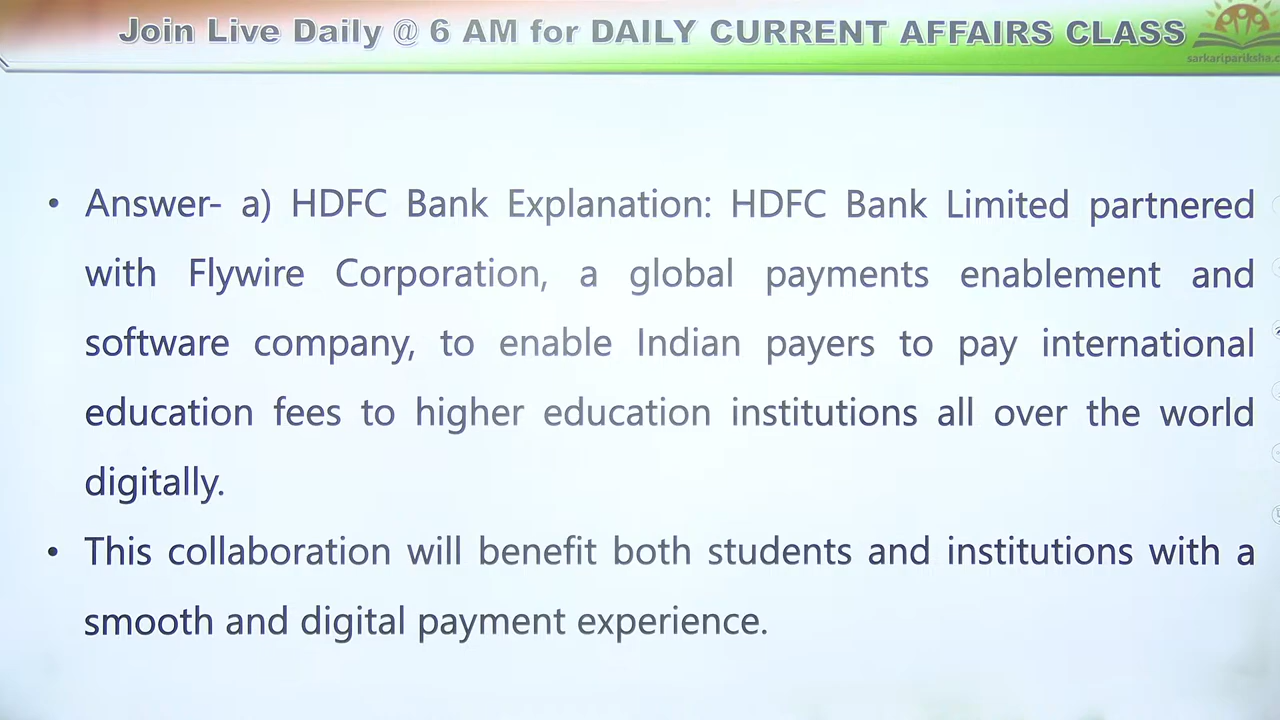 Join Live Daily @ 6 AM for DAILY CURRENT AFFAIRS CLASS
• Answer- a) HDFC Bank Explanation: HDFC Bank Limited partnered
with Flywire Corporation, a global payments enablement and
software company, to enable Indian payers to pay international
education fees to higher education institutions all over the world
digitally.
• This collaboration will benefit both students and institutions with a
smooth and digital payment experience.